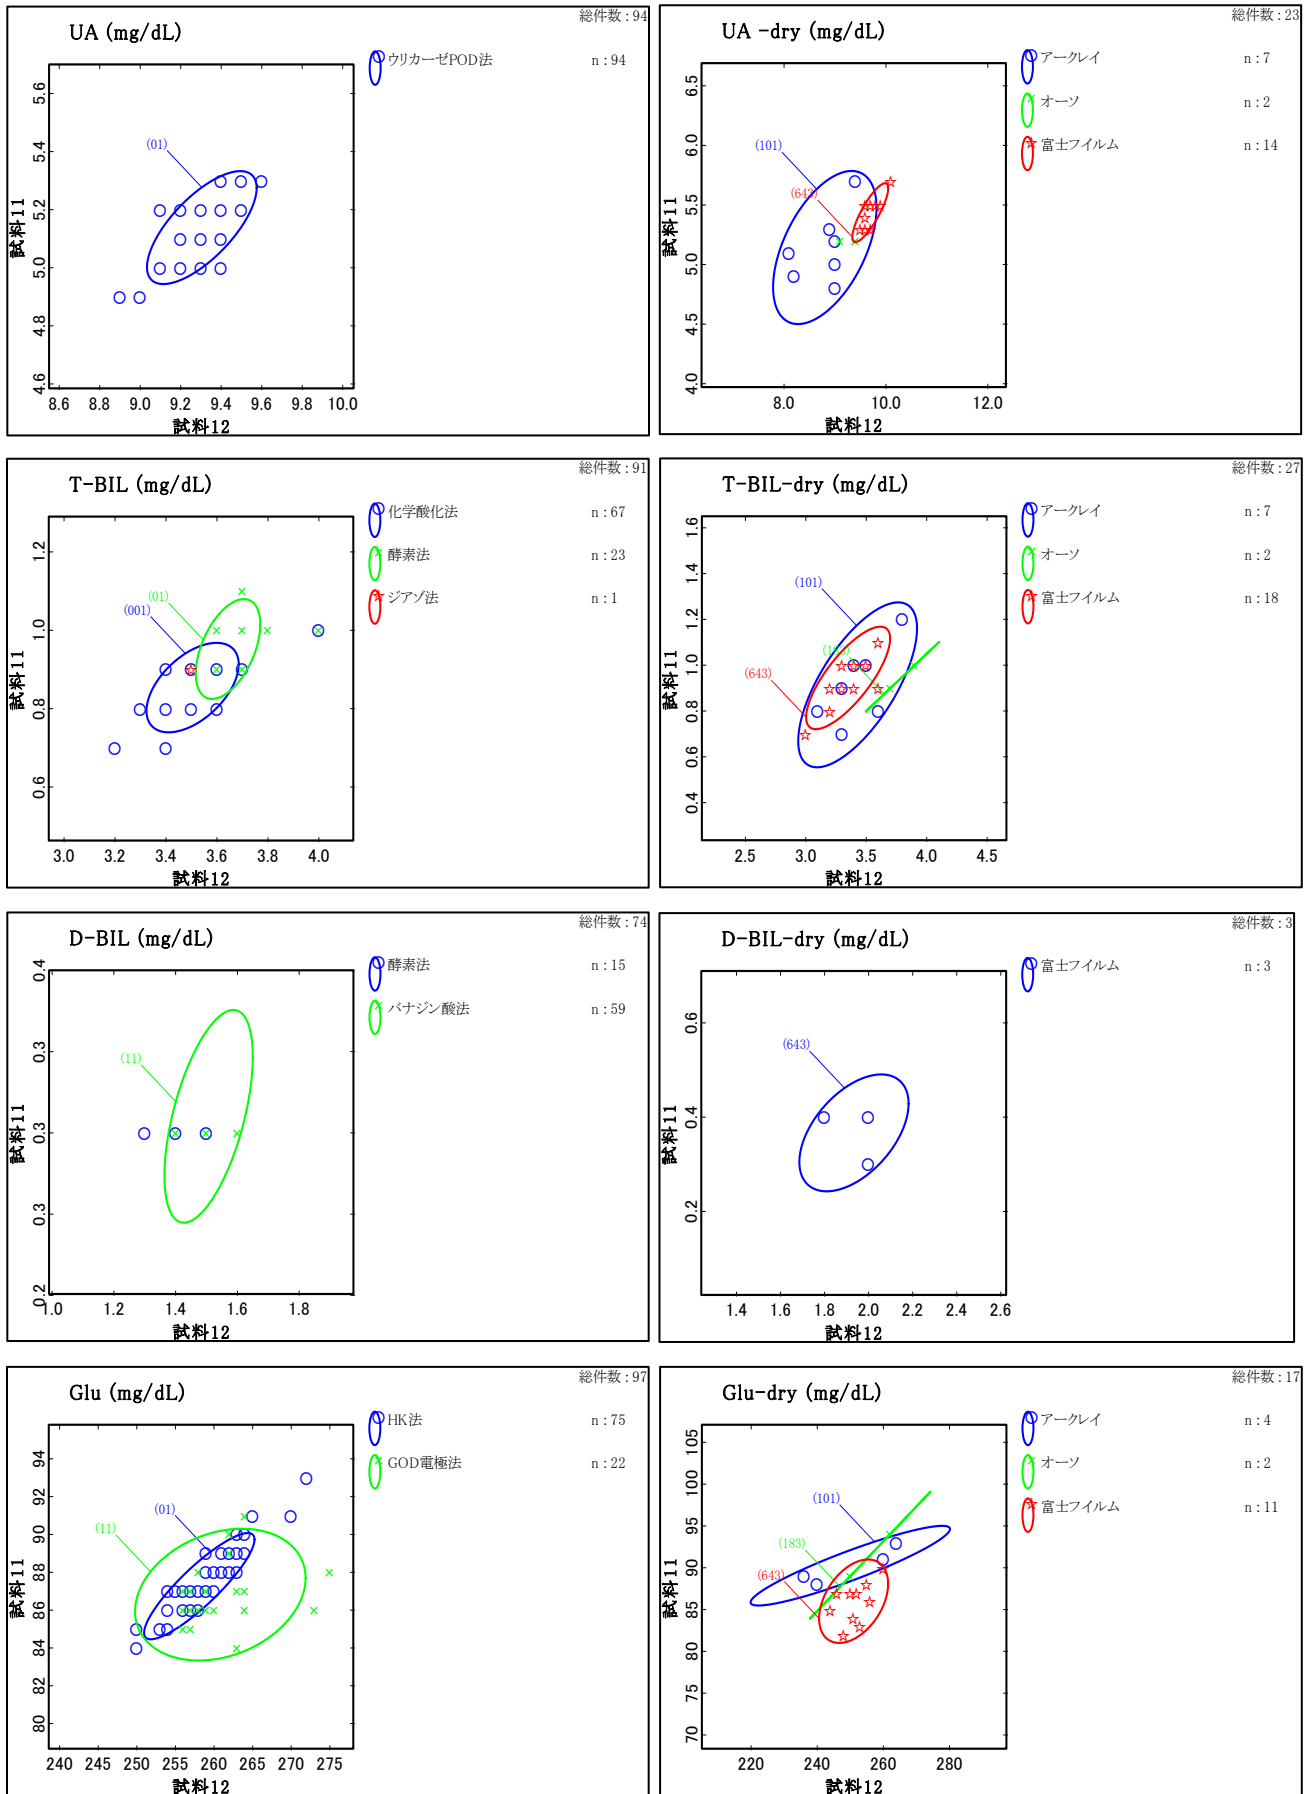 総件数 : 94
UA (mg/dL)
ウリカーゼPOD法 n : 94
(01)
5.6
5.4
5.2
5.0
4.8
4.6
試料11
8.6 8.8 9.0 9.2 9.4 9.6 9.8 10.0
試料12
総件数 : 23
UA -dry (mg/dL)
アークレイ n : 7
オーソ n : 2
富士フイルム n : 14
(101)
(643)
6.5
6.0
5.5
5.0
4.5
4.0
試料11
8.0 10.0 12.0
試料12
総件数 : 91
T-BIL (mg/dL)
化学酸化法 n : 67
酵素法 n : 23
ジアゾ法 n : 1
(01)
(001)
1.2
1.0
0.8
0.6
試料11
3.0 3.2 3.4 3.6 3.8 4.0
試料12
総件数 : 27
T-BIL-dry (mg/dL)
アークレイ n : 7
オーソ n : 2
富士フイルム n : 18
(101)
(183)
(643)
1.6
1.4
1.2
1.0
0.8
0.6
0.4
試料11
2.5 3.0 3.5 4.0 4.5
試料12
総件数 : 74
D-BIL (mg/dL)
酵素法 n : 15
バナジン酸法 n : 59
(11)
0.4
0.3
0.3
0.3
0.2
試料11
1.0 1.2 1.4 1.6 1.8
試料12
総件数 : 3
D-BIL-dry (mg/dL)
富士フイルム n : 3
(643)
0.6
0.4
0.2
試料11
1.4 1.6 1.8 2.0 2.2 2.4 2.6
試料12
総件数 : 97
Glu (mg/dL)
HK法 n : 75
GOD電極法 n : 22
(01)
(11)
94
92
90
88
86
84
82
80
試料11
240 245 250 255 260 265 270 275
試料12
総件数 : 17
Glu-dry (mg/dL)
アークレイ n : 4
オーソ n : 2
富士フイルム n : 11
(101)
(183)
(643)
105
100
95
90
85
80
75
70
試料11
220 240 260 280
試料12